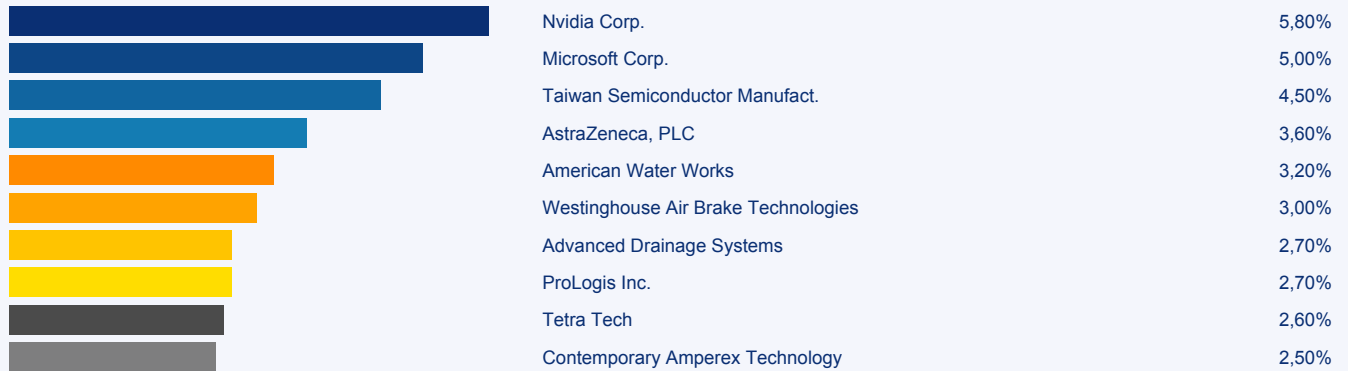 Nvidia Corp. 5,80%
Microsoft Corp. 5,00%
Taiwan Semiconductor Manufact. 4,50%
AstraZeneca, PLC 3,60%
American Water Works 3,20%
Westinghouse Air Brake Technologies 3,00%
Advanced Drainage Systems 2,70%
ProLogis Inc. 2,70%
Tetra Tech 2,60%
Contemporary Amperex Technology 2,50%